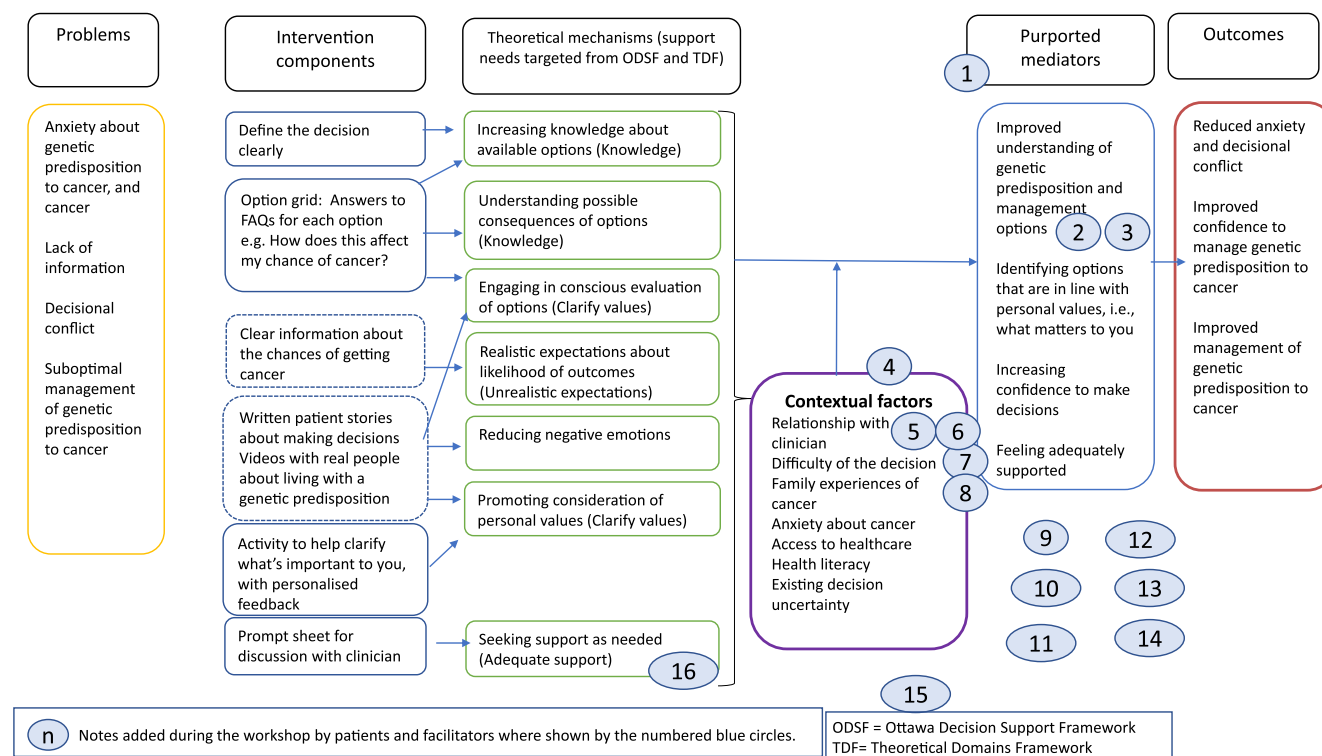 Problems
Intervention
components
Theoretical mechanisms (support
needs targeted from ODSF and TDF)
Purported
mediators
1
Outcomes
Anxiety about
genetic
predisposition
to cancer, and
cancer
Lack of
information
Decisional
conflict
Suboptimal
management
of genetic
predisposition
to cancer
Define the decision
clearly
Option grid:  Answers to
FAQs for each option
e.g. How does this affect
my chance of cancer?
Clear information about
the chances of getting
cancer
Written patient stories
about making decisions
Videos with real people
about living with a
genetic predisposition
Activity to help clarify
what's important to you,
with personalised
feedback
Prompt sheet for
discussion with clinician
Increasing knowledge about
available options (Knowledge)
Understanding possible
consequences of options
(Knowledge)
Engaging in conscious evaluation
of options (Clarify values)
Realistic expectations about
likelihood of outcomes
(Unrealistic expectations)
Reducing negative emotions
Promoting consideration of
personal values (Clarify values)
Seeking support as needed
(Adequate support)
16
4
Contextual factors
Relationship with
clinician
5
6
Difficulty of the decision
7
Family experiences of
cancer
8
Anxiety about cancer
Access to healthcare
Health literacy
Existing decision
uncertainty
Improved
understanding of
genetic
predisposition and
management
options
2
3
Identifying options
that are in line with
personal values, i.e.,
what matters to you
Increasing
confidence to make
decisions
Feeling adequately
supported
Reduced anxiety
and decisional
conflict
Improved
confidence to
manage genetic
predisposition to
cancer
Improved
management of
genetic
predisposition to
cancer
9
12
10
13
11
14
15
n
Notes added during the workshop by patients and facilitators where shown by the numbered blue circles.
ODSF = Ottawa Decision Support Framework
TDF= Theoretical Domains Framework